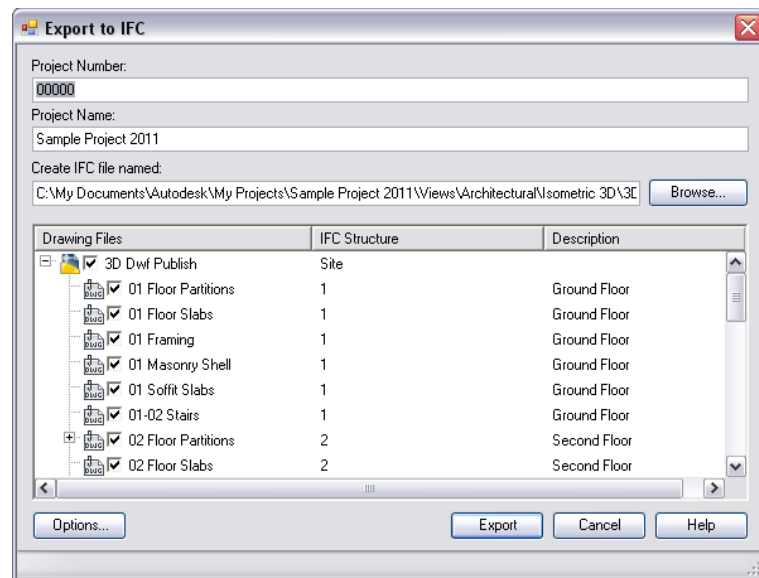 Export to IFC
Project Number:
00000
Project Name:
Sample Project 2011
Create IFC file named:
C:\My Documents\Autodesk\My Projects\Sample Project 2011\Views\Architectural\Isometric 3D\3D Browse...
Drawing Files IFC Structure Description
3D Dwf Publish Site
01 Floor Partitions 1 Ground Floor
01 Floor Slabs 1 Ground Floor
01 Framing 1 Ground Floor
01 Masonry Shell 1 Ground Floor
01 Soffit Slabs 1 Ground Floor
01-02 Stairs 1 Ground Floor
02 Floor Partitions 2 Second Floor
02 Floor Slabs 2 Second Floor
Options... Export Cancel Help